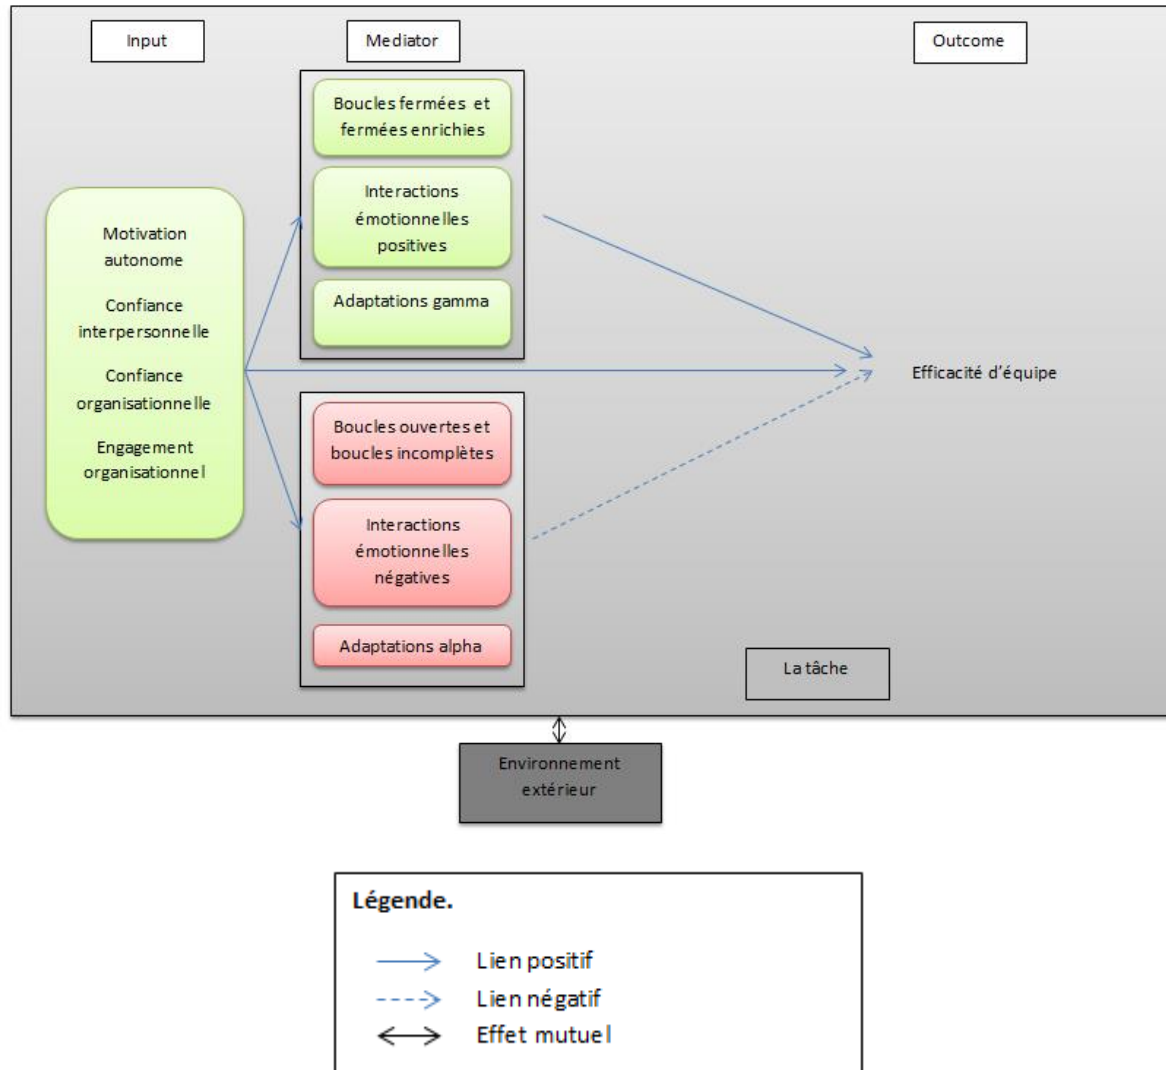 Input
Mediator
Outcome
Boucles fermées et
fermées enrichies
Interactions
émotionnelles
positives
Adaptations gamma
Motivation
autonome
Confiance
interpersonnelle
Confiance
organisationnelle
Engagement
organisationnel
Efficacité d'équipe
Boucles ouvertes et
boucles incomplètes
Interactions
émotionnelles
négatives
Adaptations alpha
La tâche
Environnement
extérieur
Légende.
Lien positif
Lien négatif
Effet mutuel